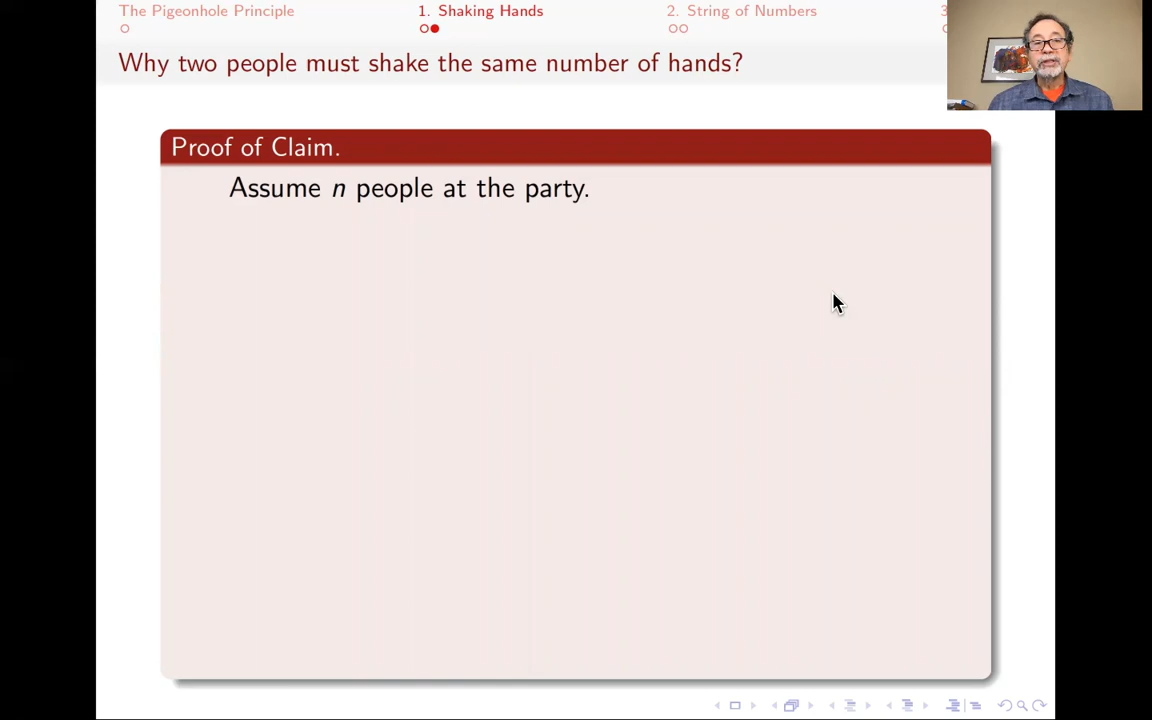 The Pigeonhole Principle 1. Shaking Hands 2. String of Numbers 3
Why two people must shake the same number of hands?
Proof of Claim.
Assume n people at the party.